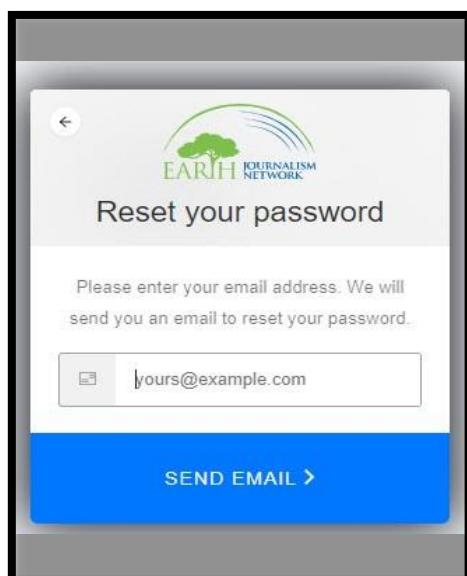 EARTH JOURNALISM
NETWORK
Reset your password
Please enter your email address. We will
send you an email to reset your password.
yours@example.com
SEND EMAIL >